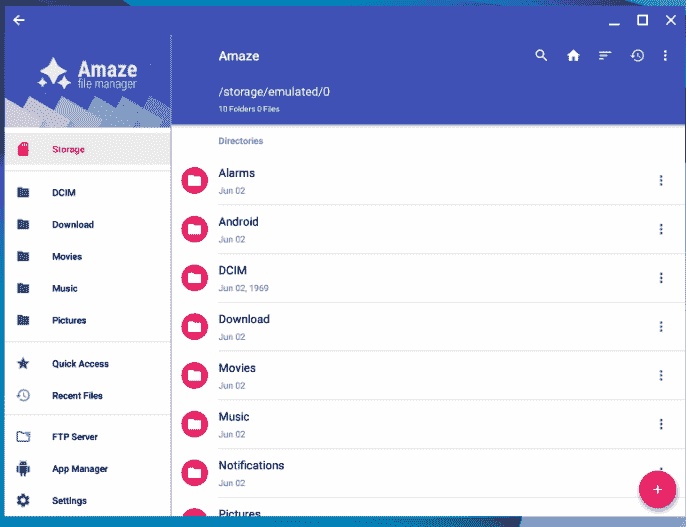 Amaze
file manager
Storage
DCIM
Download
Movies
Music
Pictures
Quick Access
Recent Files
FTP Server
App Manager
Settings
Amaze
/storage/emulated/0
10 Folders 0 Files
Directories
Alarms
Jun 02
Android
Jun 02
DCIM
Jun 02, 1969
Download
Jun 02
Movies
Jun 02
Music
Jun 02
Notifications
Jun 02
Pictures